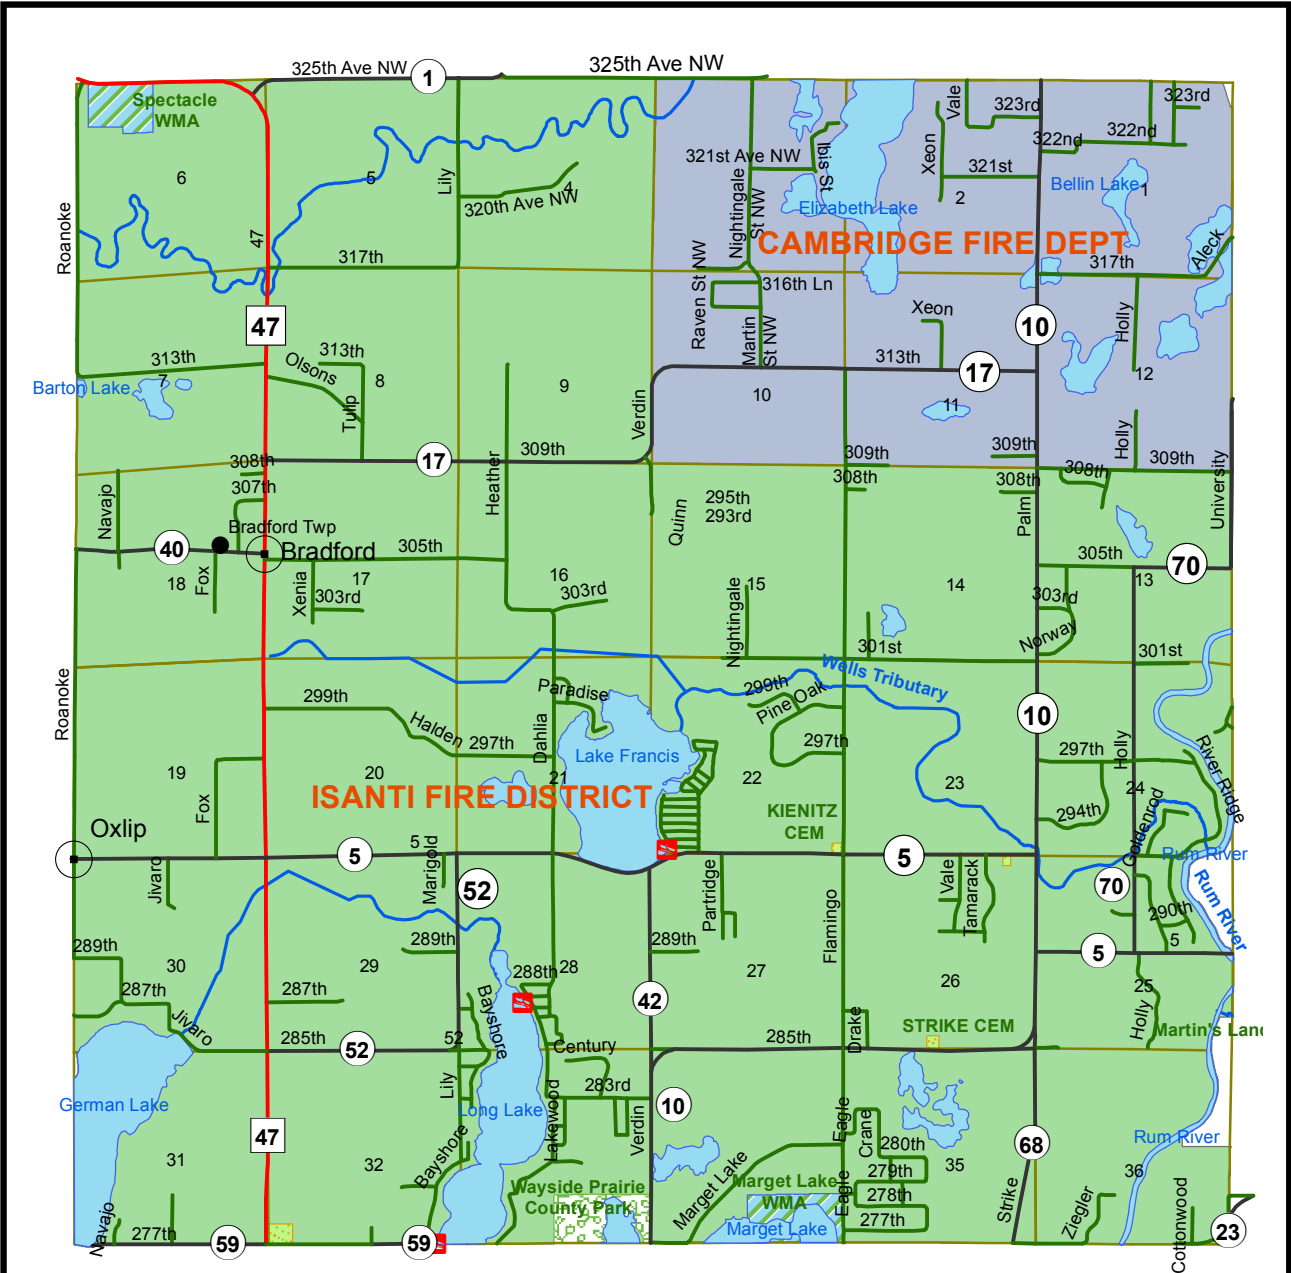 325th Ave NW
1
325th Ave NW
Spectacle
WMA
Vale
323rd
323rd
322nd
322nd
321st Ave NW
Ibis St
Xeon
321st
6
5
Lily
4
320th Ave NW
Nightingale
St NW
2
Bellin Lake
1
Elizabeth Lake
Roanoke
47
CAMBRIDGE FIRE DEPT
Aleck
317th
317th
Raven St NW
316th Ln
47
Martin
St NW
Xeon
10
Holly
313th
Olsons
313th
313th
17
Barton Lake
7
8
9
10
11
12
Tulip
Verdin
Holly
308th
17
Heather
309th
309th
309th
309th
307th
308th
308th
308th
Navajo
Quinn
295th
293rd
Palm
University
40
Bradford Twp
Bradford
305th
305th
70
18
Fox
Xenia
17
303rd
16
303rd
Nightingale
15
14
13
303rd
Norway
301st
301st
Roanoke
299th
Paradise
299th
Pine Oak
Wells Tributary
Halden
297th
Dahlia
Lake Francis
297th
10
297th
Holly
River Ridge
19
20
21
22
23
24
Fox
ISANTI FIRE DISTRICT
KIENITZ
CEM
294th
Goldenrod
Oxlip
5
5
5
Rum River
Jivaro
Marigold
52
Partridge
Flamingo
Vale
Tamarack
70
290th
Rum River
289th
289th
289th
5
5
30
29
288th
28
27
26
25
287th
287th
Bayshore
42
Holly
Jivaro
285th
52
52
Century
285th
Drake
STRIKE CEM
Martin's Land
German Lake
Lily
Long Lake
Lakewood
283rd
Verdin
10
Eagle
Crane
280th
68
Rum River
47
31
32
Bayshore
Wayside Prairie
County Park
Marget Lake
Marget Lake
WMA
Marget Lake
Eagle
279th
278th
277th
35
36
Strike
Ziegler
Cottonwood
23
Navajo
277th
59
59